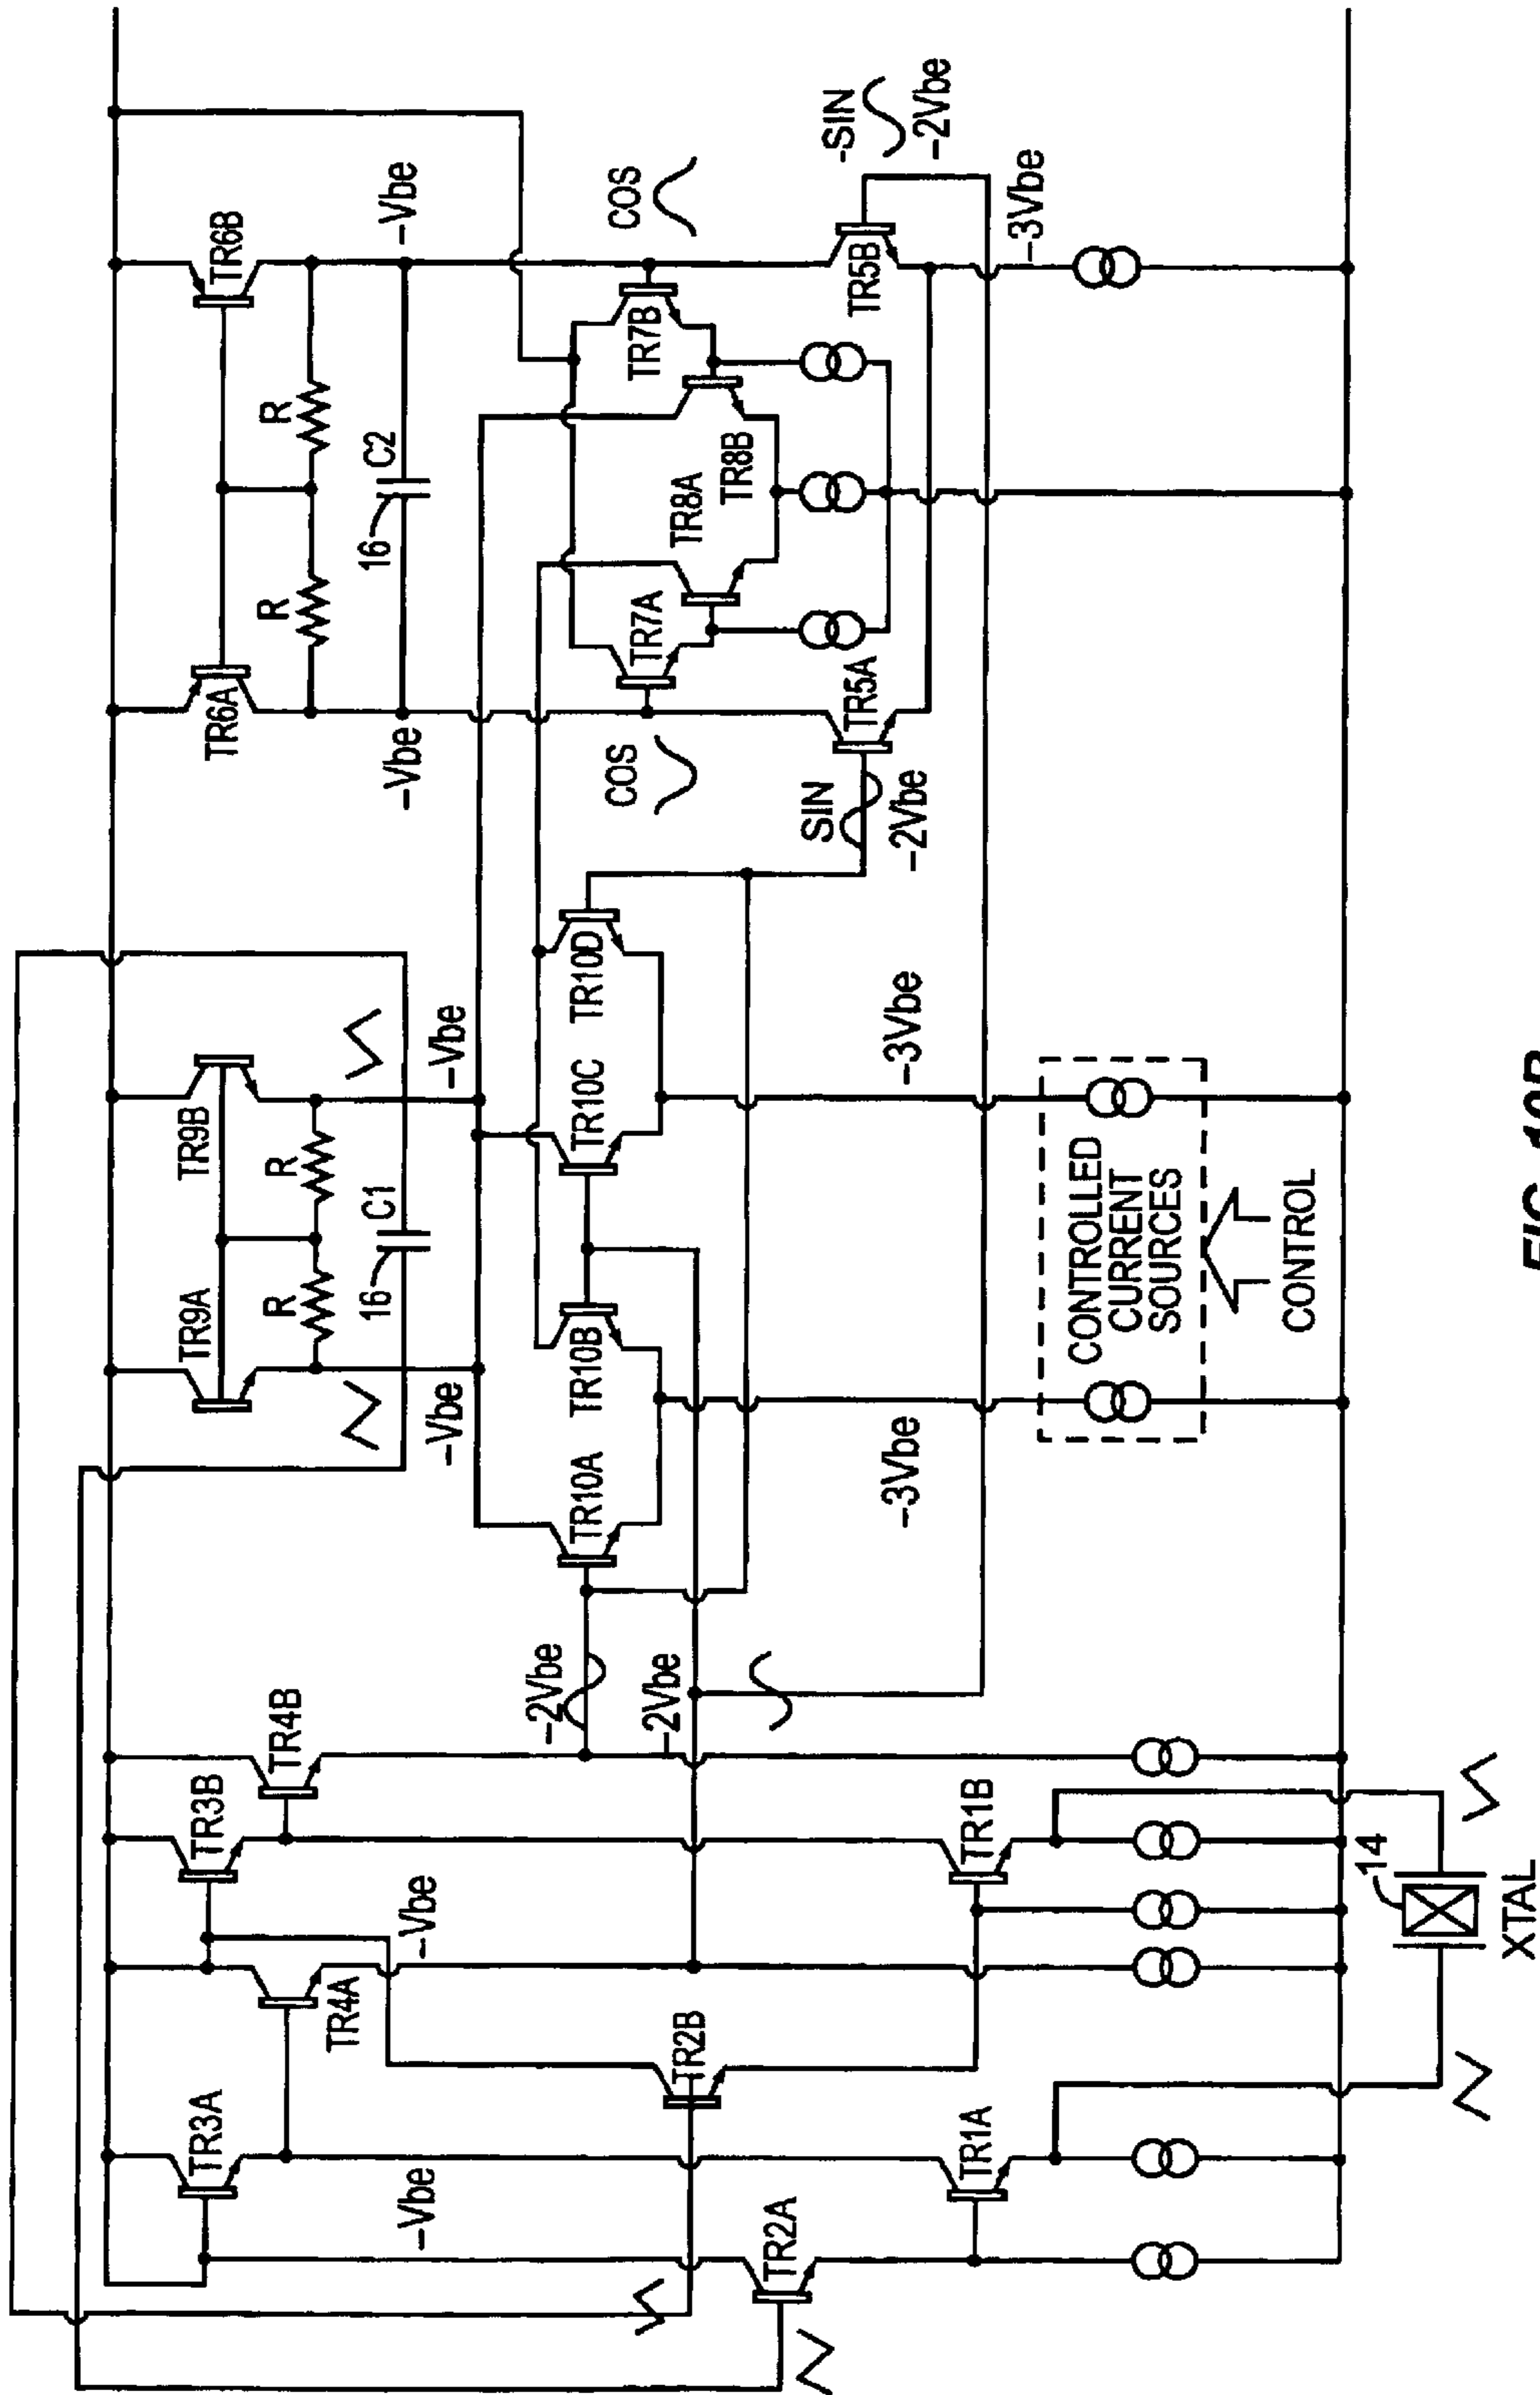 TR6A
TR6B
R
R
16
C2
-Vbe
-Vbe
COS
COS
TR7A
TR7B
TR8A
TR8B
SIN
-2Vbe
TR5A
TR5B
-SIN
-2Vbe
-3Vbe
TR9A
TR9B
R
R
16
C1
-Vbe
-Vbe
TR10A
TR10B
TR10C
TR10D
-3Vbe
-3Vbe
CONTROLLED
CURRENT
SOURCES
CONTROL
TR3A
TR4A
TR3B
TR4B
-Vbe
-Vbe
-2Vbe
-2Vbe
TR2A
TR2B
TR1A
TR1B
14
XTAL